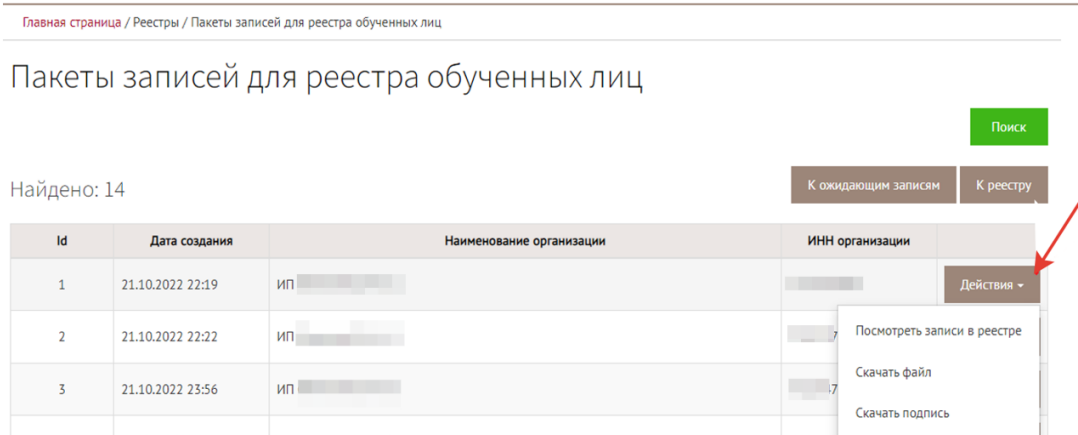 Главная страница / Реестры / Пакеты записей для реестра обученных лиц
Пакеты записей для реестра обученных лиц
Поиск
Найдено: 14
К ожидающим записям К реестру
Id Дата создания Наименование организации ИНН организации
1 21.10.2022 22:19 ИП Действия
2 21.10.2022 22:22 ИП 7
Посмотреть записи в реестре
Скачать файл
3 21.10.2022 23:56 ИП 47
Скачать подпись